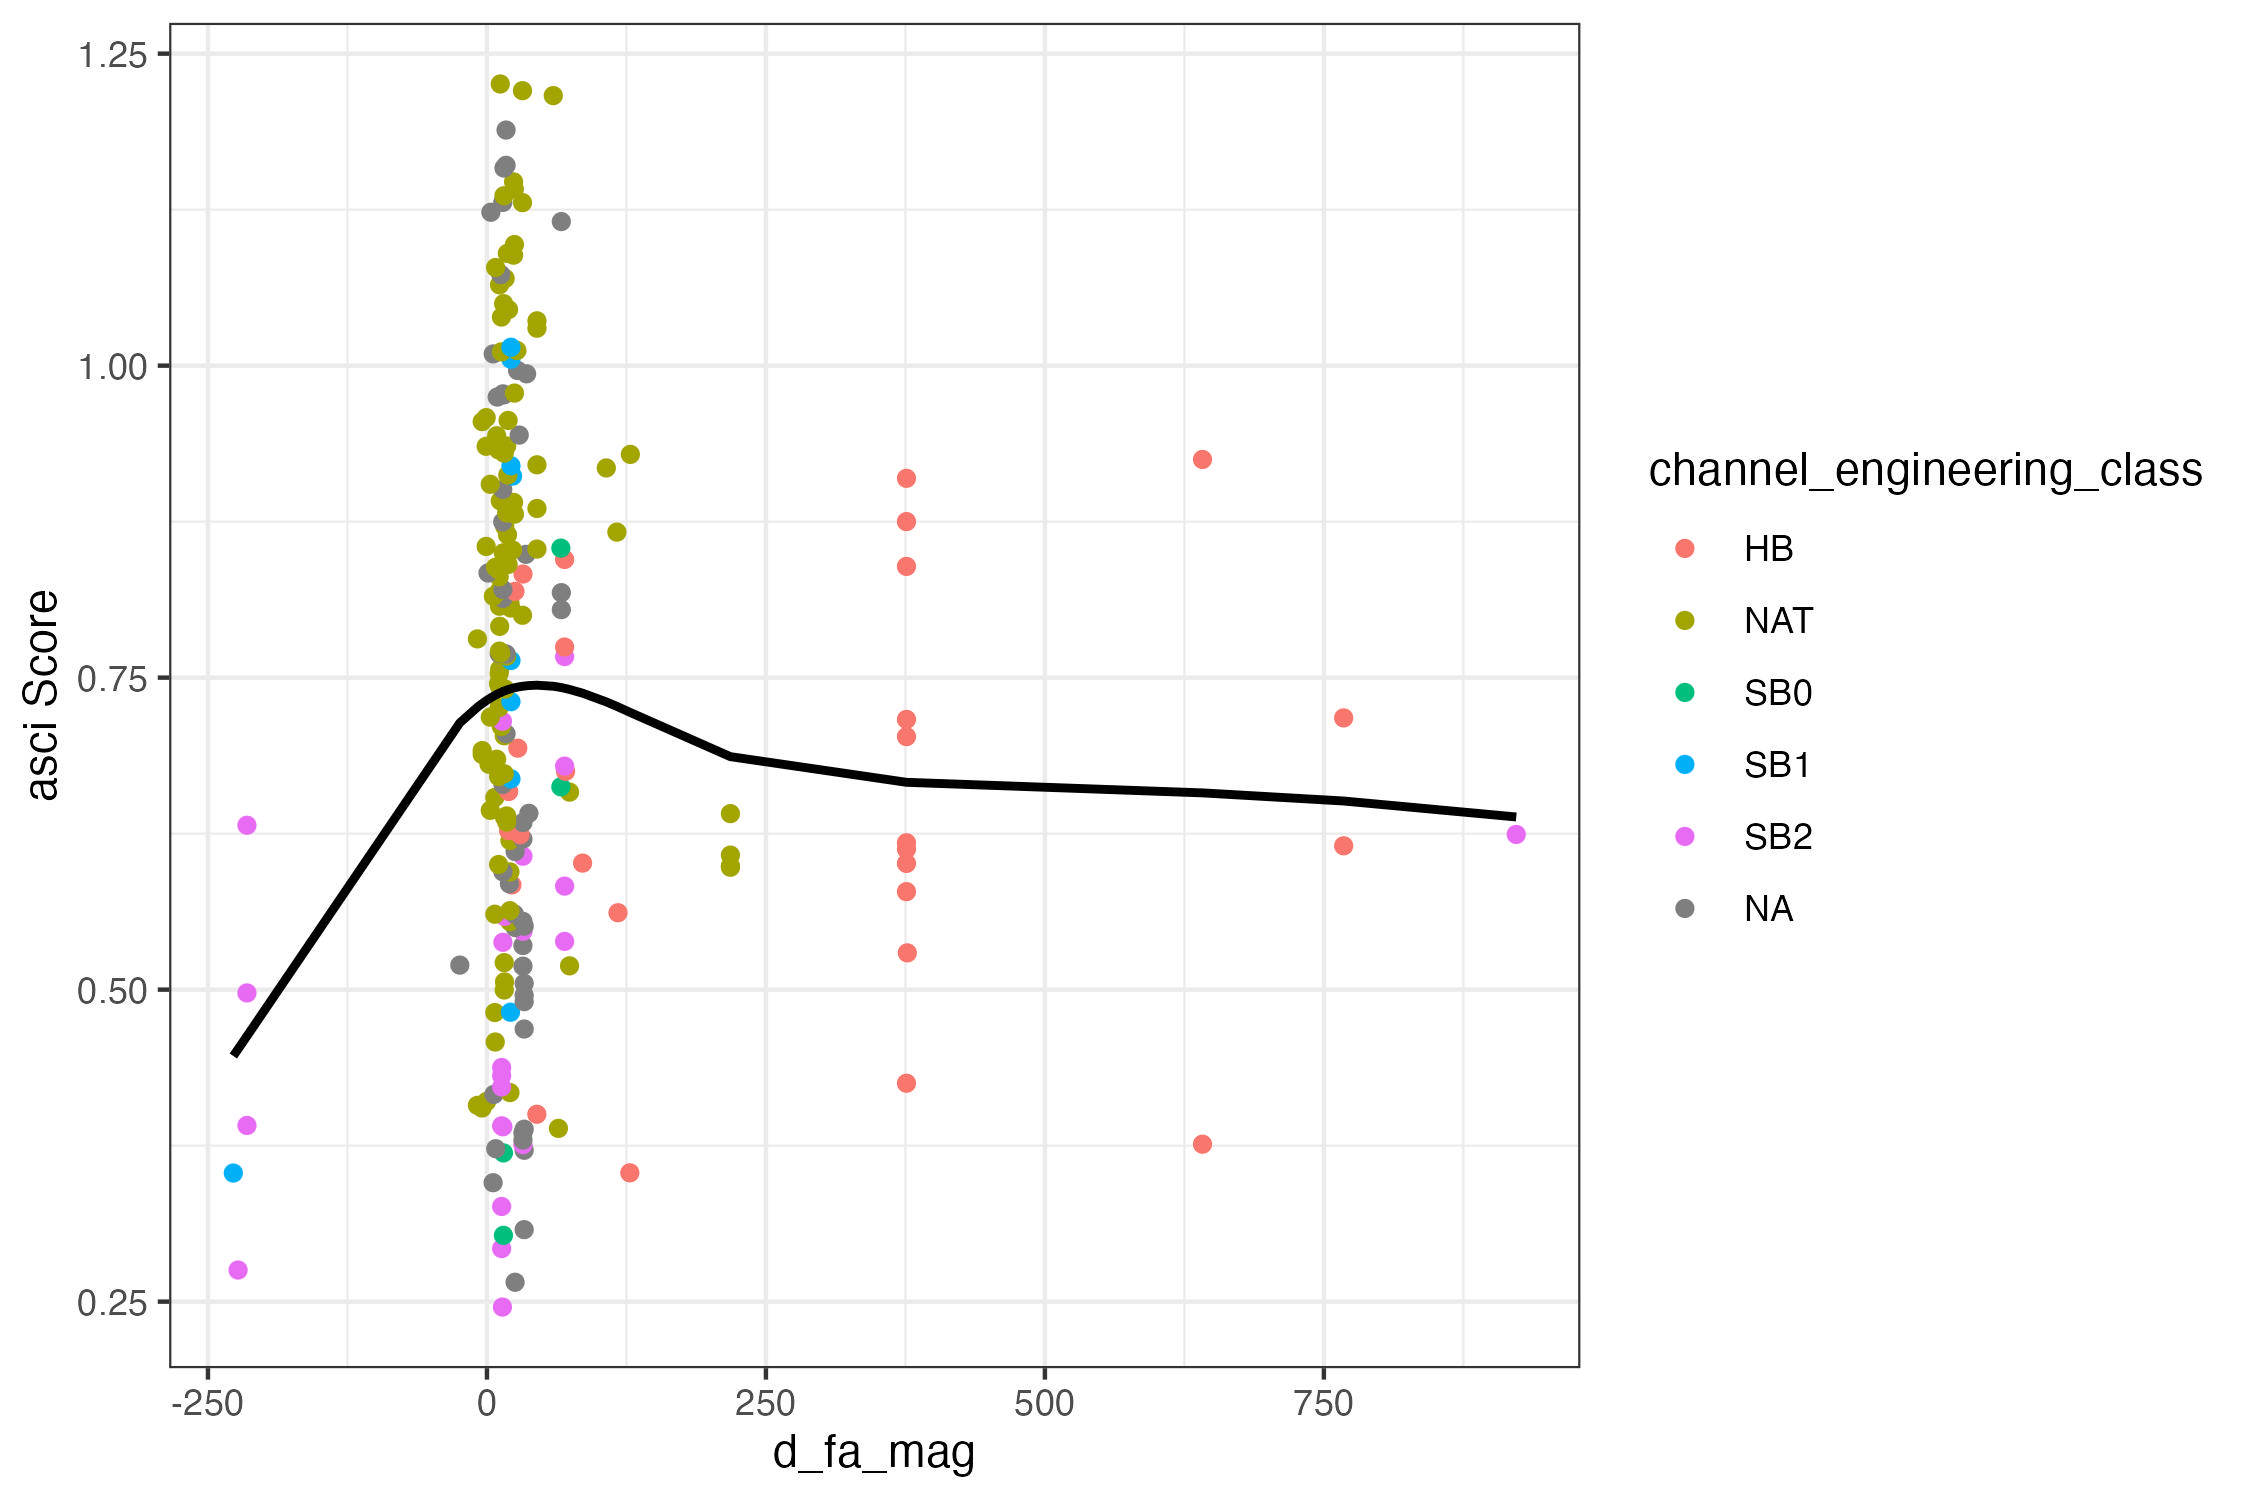 1.25
1.00
0.75
0.50
0.25
asci Score
-250
0
250
500
750
d_fa_mag
channel_engineering_class
HB
NAT
SB0
SB1
SB2
NA